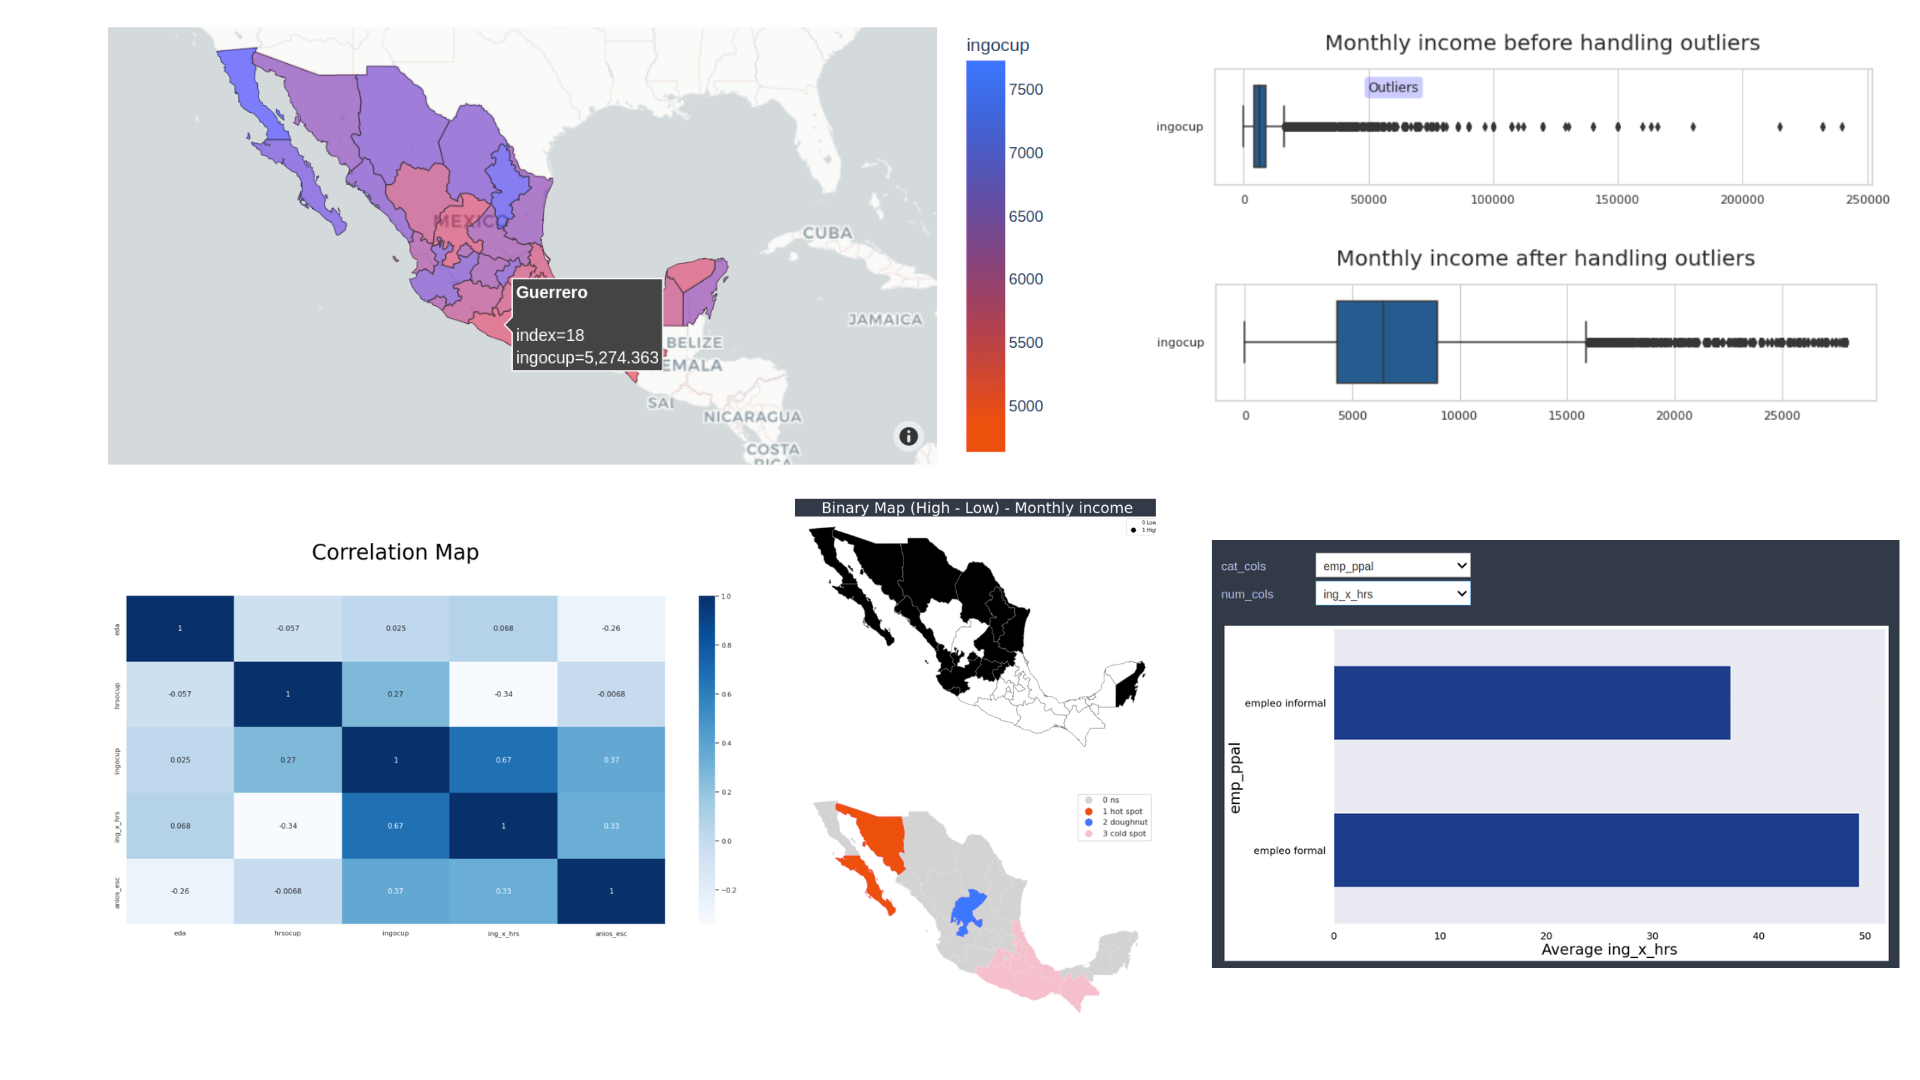 ingocup
7500
7000
6500
6000
5500
5000
MEXICO
CUBA
JAMAICA
BELIZE
EMALA
NICARAGUA
COSTA
RICA
Guerrero
index=18
ingocup=5,274.363
Monthly income before handling outliers
Outliers
ingocup
0 50000 100000 150000 200000 250000
Monthly income after handling outliers
ingocup
0 5000 10000 15000 20000 25000
Correlation Map
eda 1 -0.057 0.025 0.068 -0.26
hrsocup -0.057 1 0.27 -0.34 -0.0068
ingocup 0.025 0.27 1 0.67 0.37
ing_x_hrs 0.068 -0.34 0.67 1 0.33
anios_esc -0.26 -0.0068 0.37 0.33 1
eda hrsocup ingocup ing_x_hrs anios_esc
1.0
0.8
0.6
0.4
0.2
0.0
−0.2
Binary Map (High - Low) - Monthly income
0 Low
1 Hig
0 ns
1 hot spot
2 doughnut
3 cold spot
cat_cols emp_ppal
num_cols ing_x_hrs
emp_ppal
empleo informal
empleo formal
0 10 20 30 40 50
Average ing_x_hrs